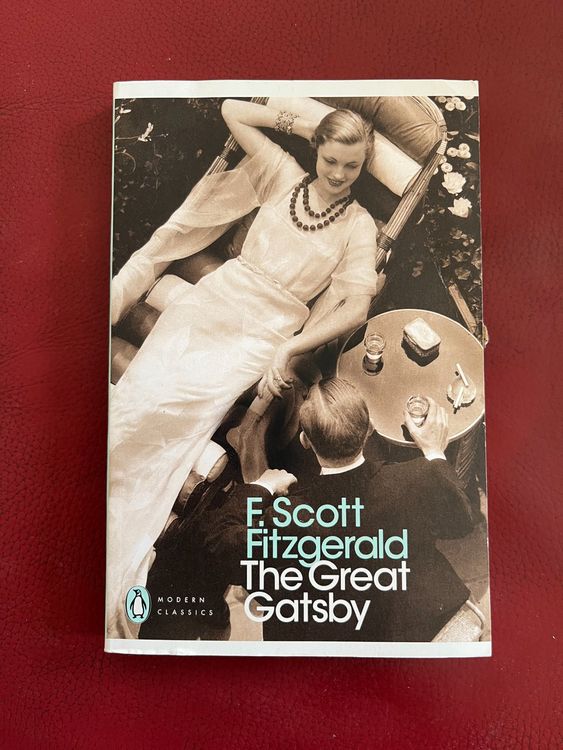 F. Scott
Fitzgerald
The Great
Gatsby
MODERN
CLASSICS